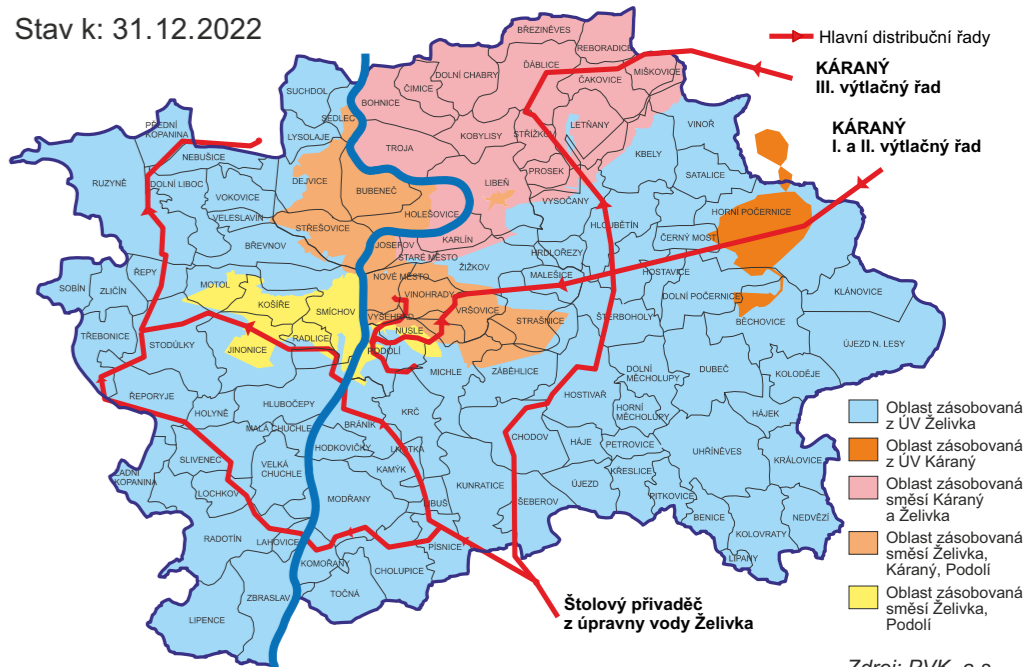 Stav k: 31.12.2022
Hlavní distribuční řady
KÁRANÝ
III. výtlačný řad
KÁRANÝ
I. a II. výtlačný řad
BŘEZINĚVES
ĎÁBLICE
ČAKOVICE
MIŠKOVICE
DOLNÍ CHABRY
ČIMICE
BOHNICE
SUCHDOL
SEDLEC
LYSOLAJE
PŘEDNÍ
KOPANINA
NEBUŠICE
KOBYLISY
STŘÍŽKOV
LETŇANY
VINOŘ
TROJA
PROSEK
KBELY
SATALICE
RUZYNĚ
DOLNÍ LIBOC
VOKOVICE
DEJVICE
BUBENEČ
LIBEŇ
VYSOČANY
VELESLAVÍN
HOLEŠOVICE
HLOUBĚTÍN
HORNÍ POČERNICE
STŘEŠOVICE
BŘEVNOV
JOSEFOV
KARLÍN
STARÉ MĚSTO
HRDLOŘEZY
ČERNÝ MOST
ŘEPY
ŽIŽKOV
MALEŠICE
HOSTAVICE
SOBÍN
ZLIČÍN
MOTOL
NOVÉ MĚSTO
VINOHRADY
DOLNÍ POČERNICE
KLÁNOVICE
KOŠÍŘE
SMÍCHOV
VRŠOVICE
STRAŠNICE
ŠTĚRBOHOLY
BĚCHOVICE
TŘEBONICE
STODŮLKY
RADLICE
NUSLE
ÚJEZD N. LESY
JINONICE
PODOLÍ
MICHLE
ZÁBĚHLICE
DOLNÍ
MĚCHOLUPY
DUBEČ
KOLODĚJE
ŘEPORYJE
HOLYNĚ
HLUBOČEPY
KRČ
HOSTIVAŘ
HORNÍ
MĚCHOLUPY
HÁJEK
MALÁ CHUCHLE
BRÁNÍK
HODKOVIČKY
LHOTKA
CHODOV
HÁJE
PETROVICE
UHŘÍNĚVES
SLIVENEC
VELKÁ
CHUCHLE
KAMÝK
KŘESLICE
KRÁLOVICE
ZADNÍ
KOPANINA
LOCHKOV
MODŘANY
LIBUŠ
KUNRATICE
ŠEBEROV
ÚJEZD
PITKOVICE
BENICE
NEDVĚZÍ
RADOTÍN
LAHOVICE
KOMOŘANY
PÍSNICE
KOLOVRATY
LIPANY
CHOLUPICE
TOČNÁ
ZBRASLAV
LIPENCE
Štolový přivaděč
z úpravny vody Želivka
Oblast zásobovaná
z ÚV Želivka
Oblast zásobovaná
z ÚV Káraný
Oblast zásobovaná
směsí Káraný
a Želivka
Oblast zásobovaná
směsí Želivka,
Káraný, Podolí
Oblast zásobovaná
směsí Želivka,
Podolí